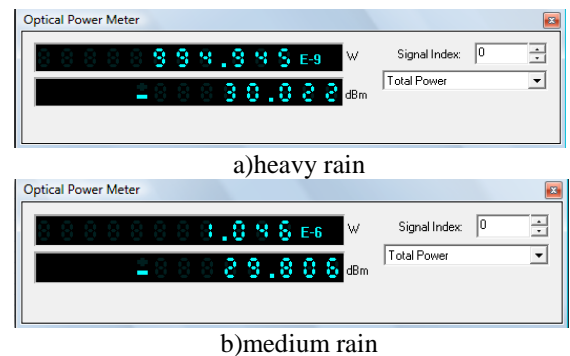 Optical Power Meter
994.945 E-9 W Signal Index: 0
- 30.022 dBm Total Power
a)heavy rain
Optical Power Meter
1.046 E-6 W Signal Index: 0
- 29.806 dBm Total Power
b)medium rain